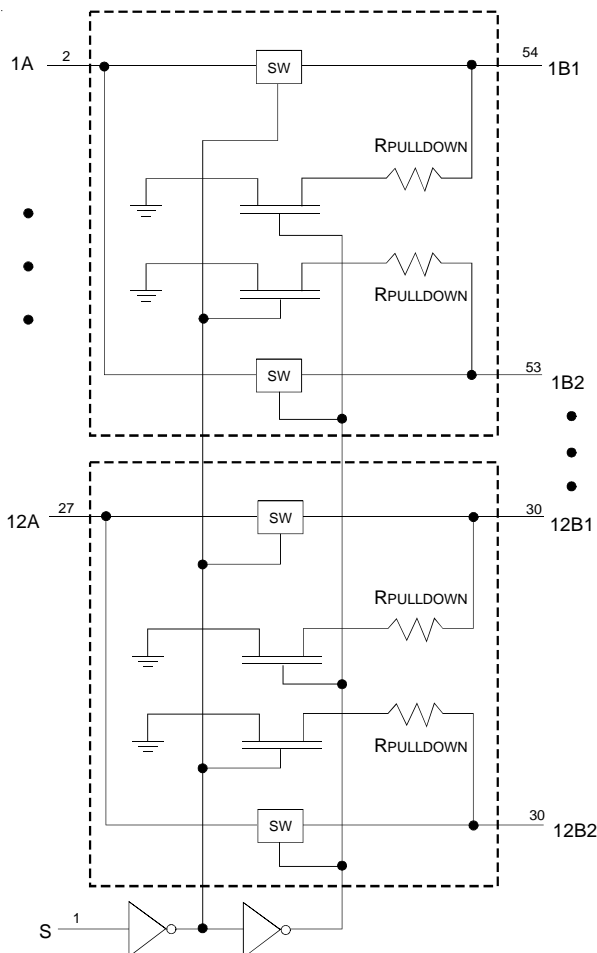 1A 2 SW 54 1B1
RPULLDOWN
RPULLDOWN
SW 53 1B2
12A 27 SW 30 12B1
RPULLDOWN
RPULLDOWN
SW 30 12B2
S 1